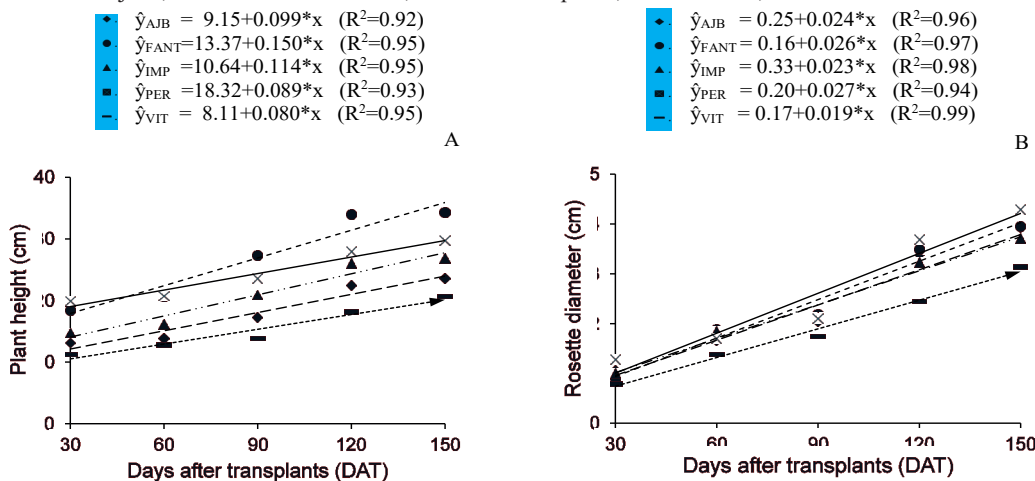 ŷAJB = 9.15+0.099*x (R²=0.92)
ŷFANT=13.37+0.150*x (R²=0.95)
ŷIMP =10.64+0.114*x (R²=0.95)
ŷPER =18.32+0.089*x (R²=0.93)
ŷVIT = 8.11+0.080*x (R²=0.95)
A
40
30
20
0
0
Plant height (cm)
30 60 90 120 150
Days after transplants (DAT)
ŷAJB = 0.25+0.024*x (R²=0.96)
ŷFANT = 0.16+0.026*x (R²=0.97)
ŷIMP = 0.33+0.023*x (R²=0.98)
ŷPER = 0.20+0.027*x (R²=0.94)
ŷVIT = 0.17+0.019*x (R²=0.99)
B
5
4
3
2
0
Rosette diameter (cm)
30 60 90 120 150
Days after transplants (DAT)